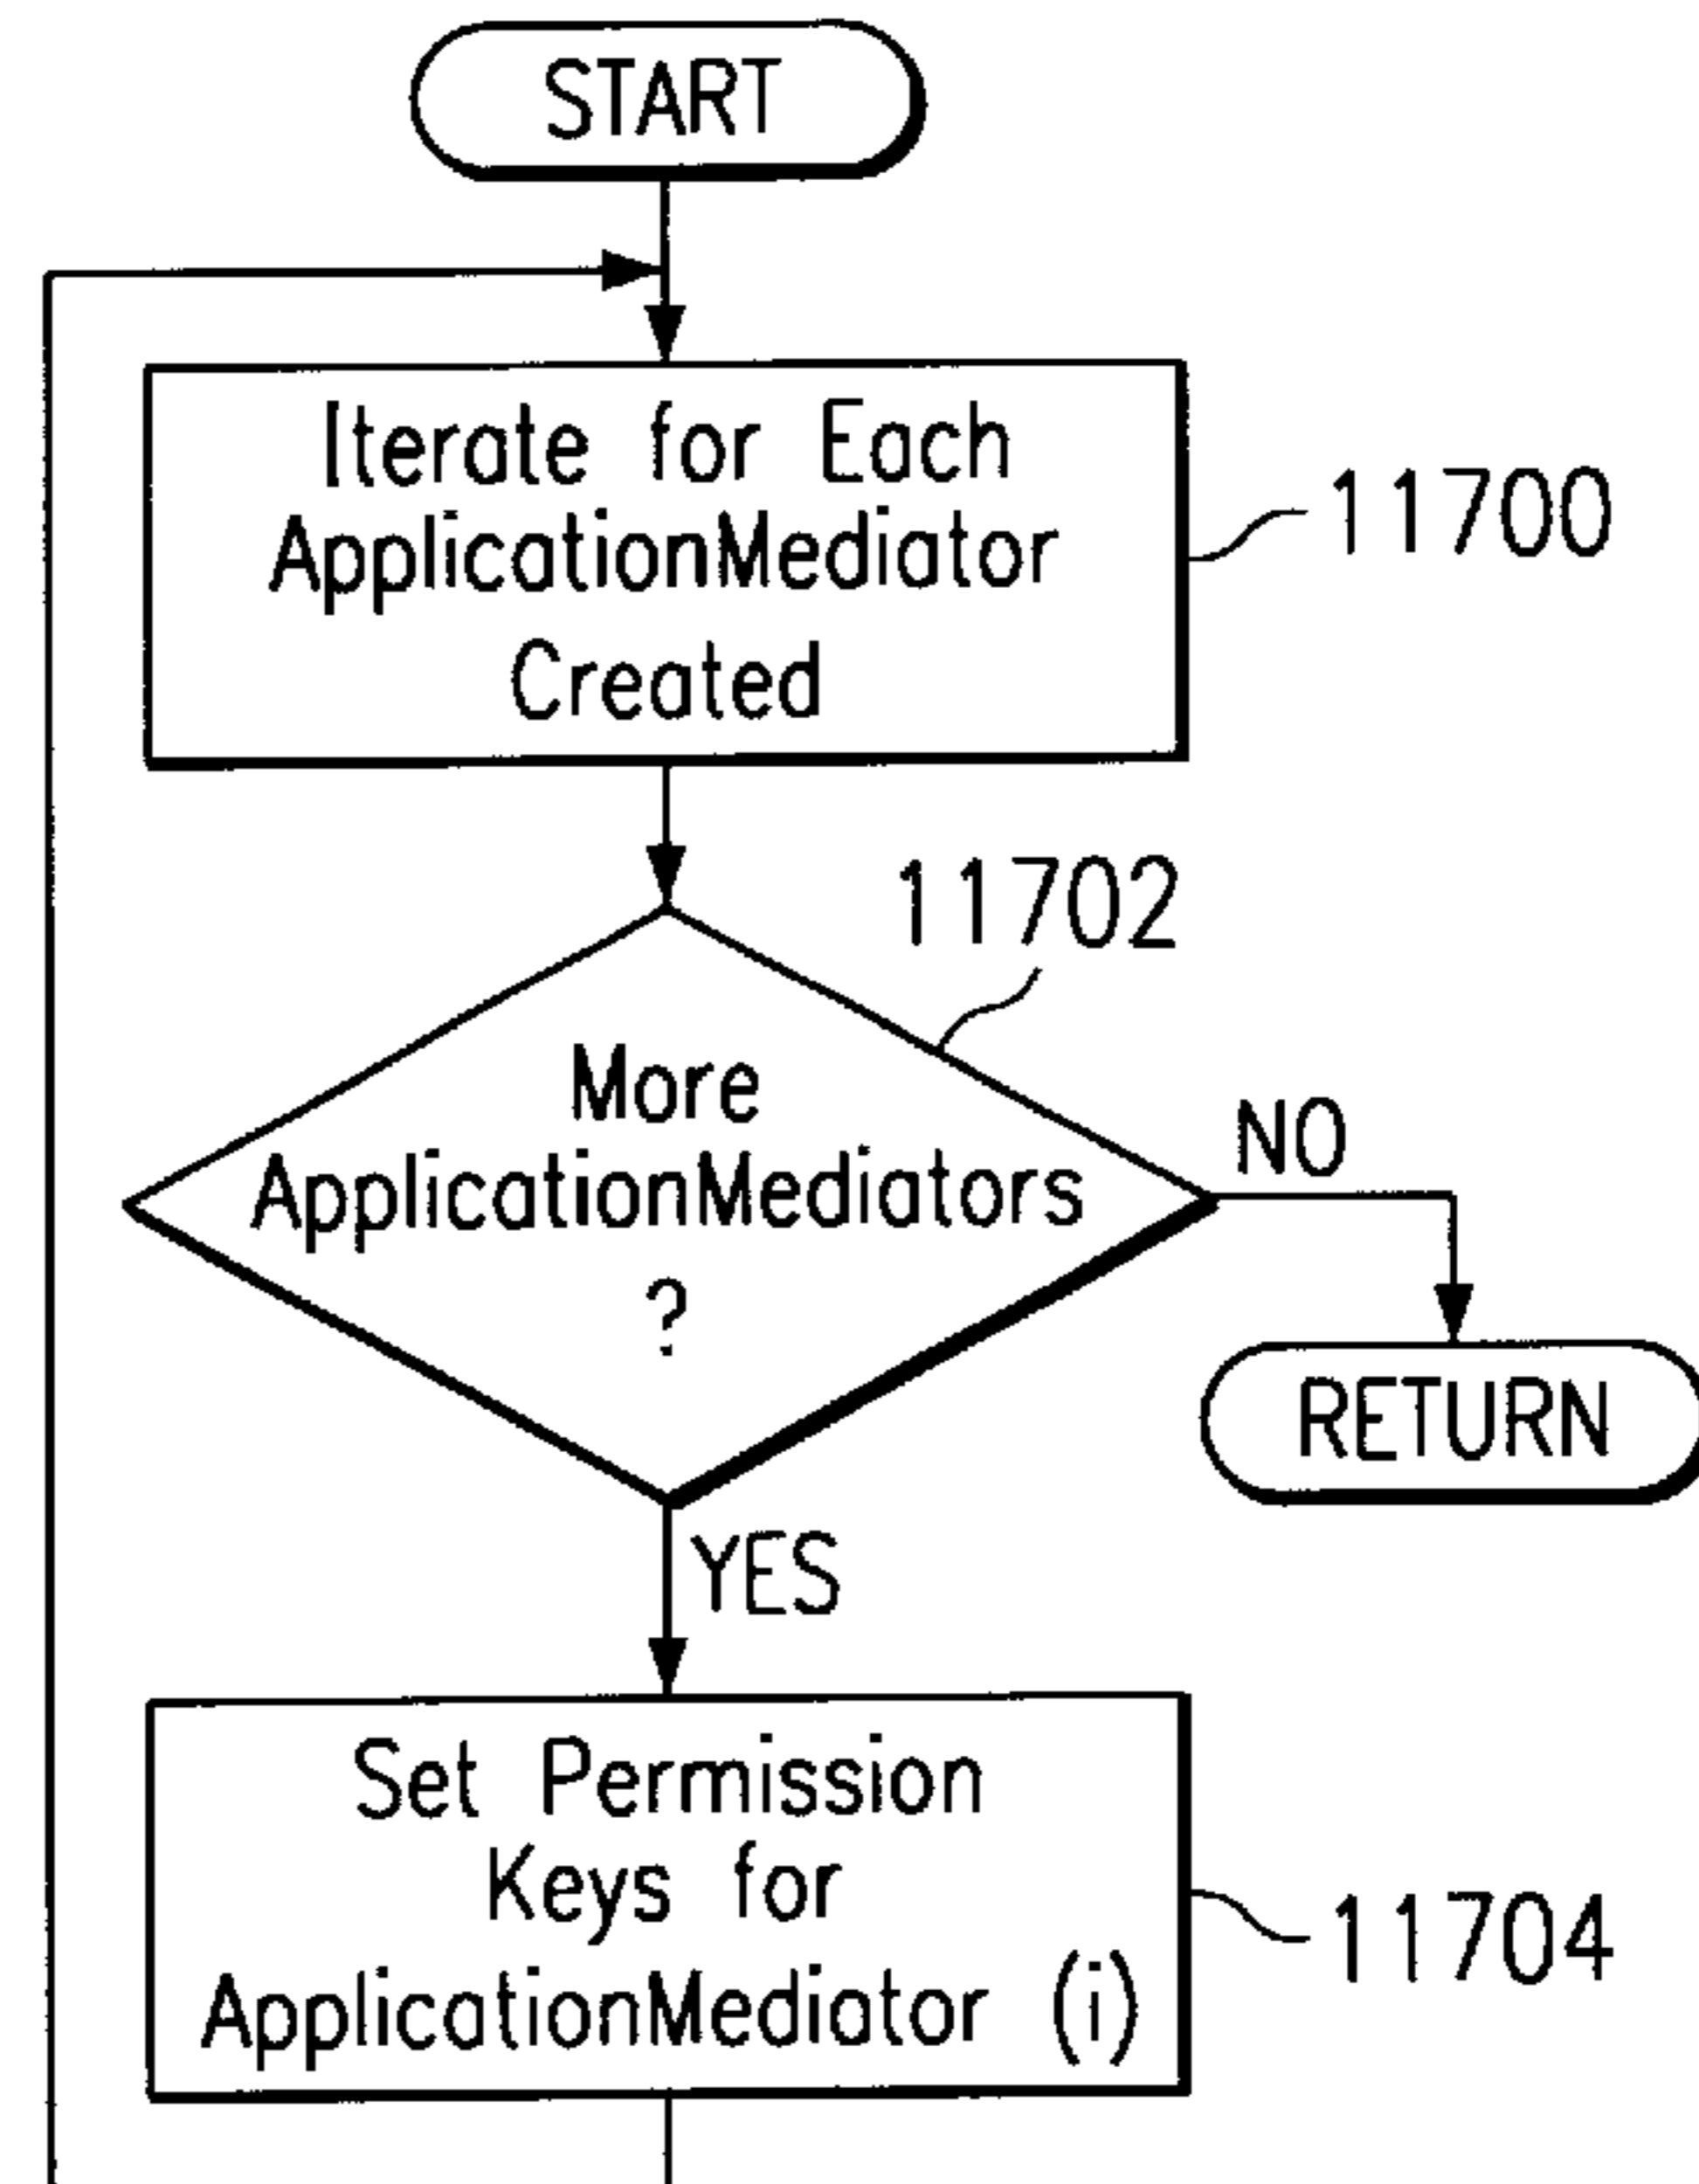 START
Iterate for Each
ApplicationMediator
Created
11700
11702
More
ApplicationMediators
?
NO
RETURN
YES
Set Permission
Keys for
ApplicationMediator (i)
11704